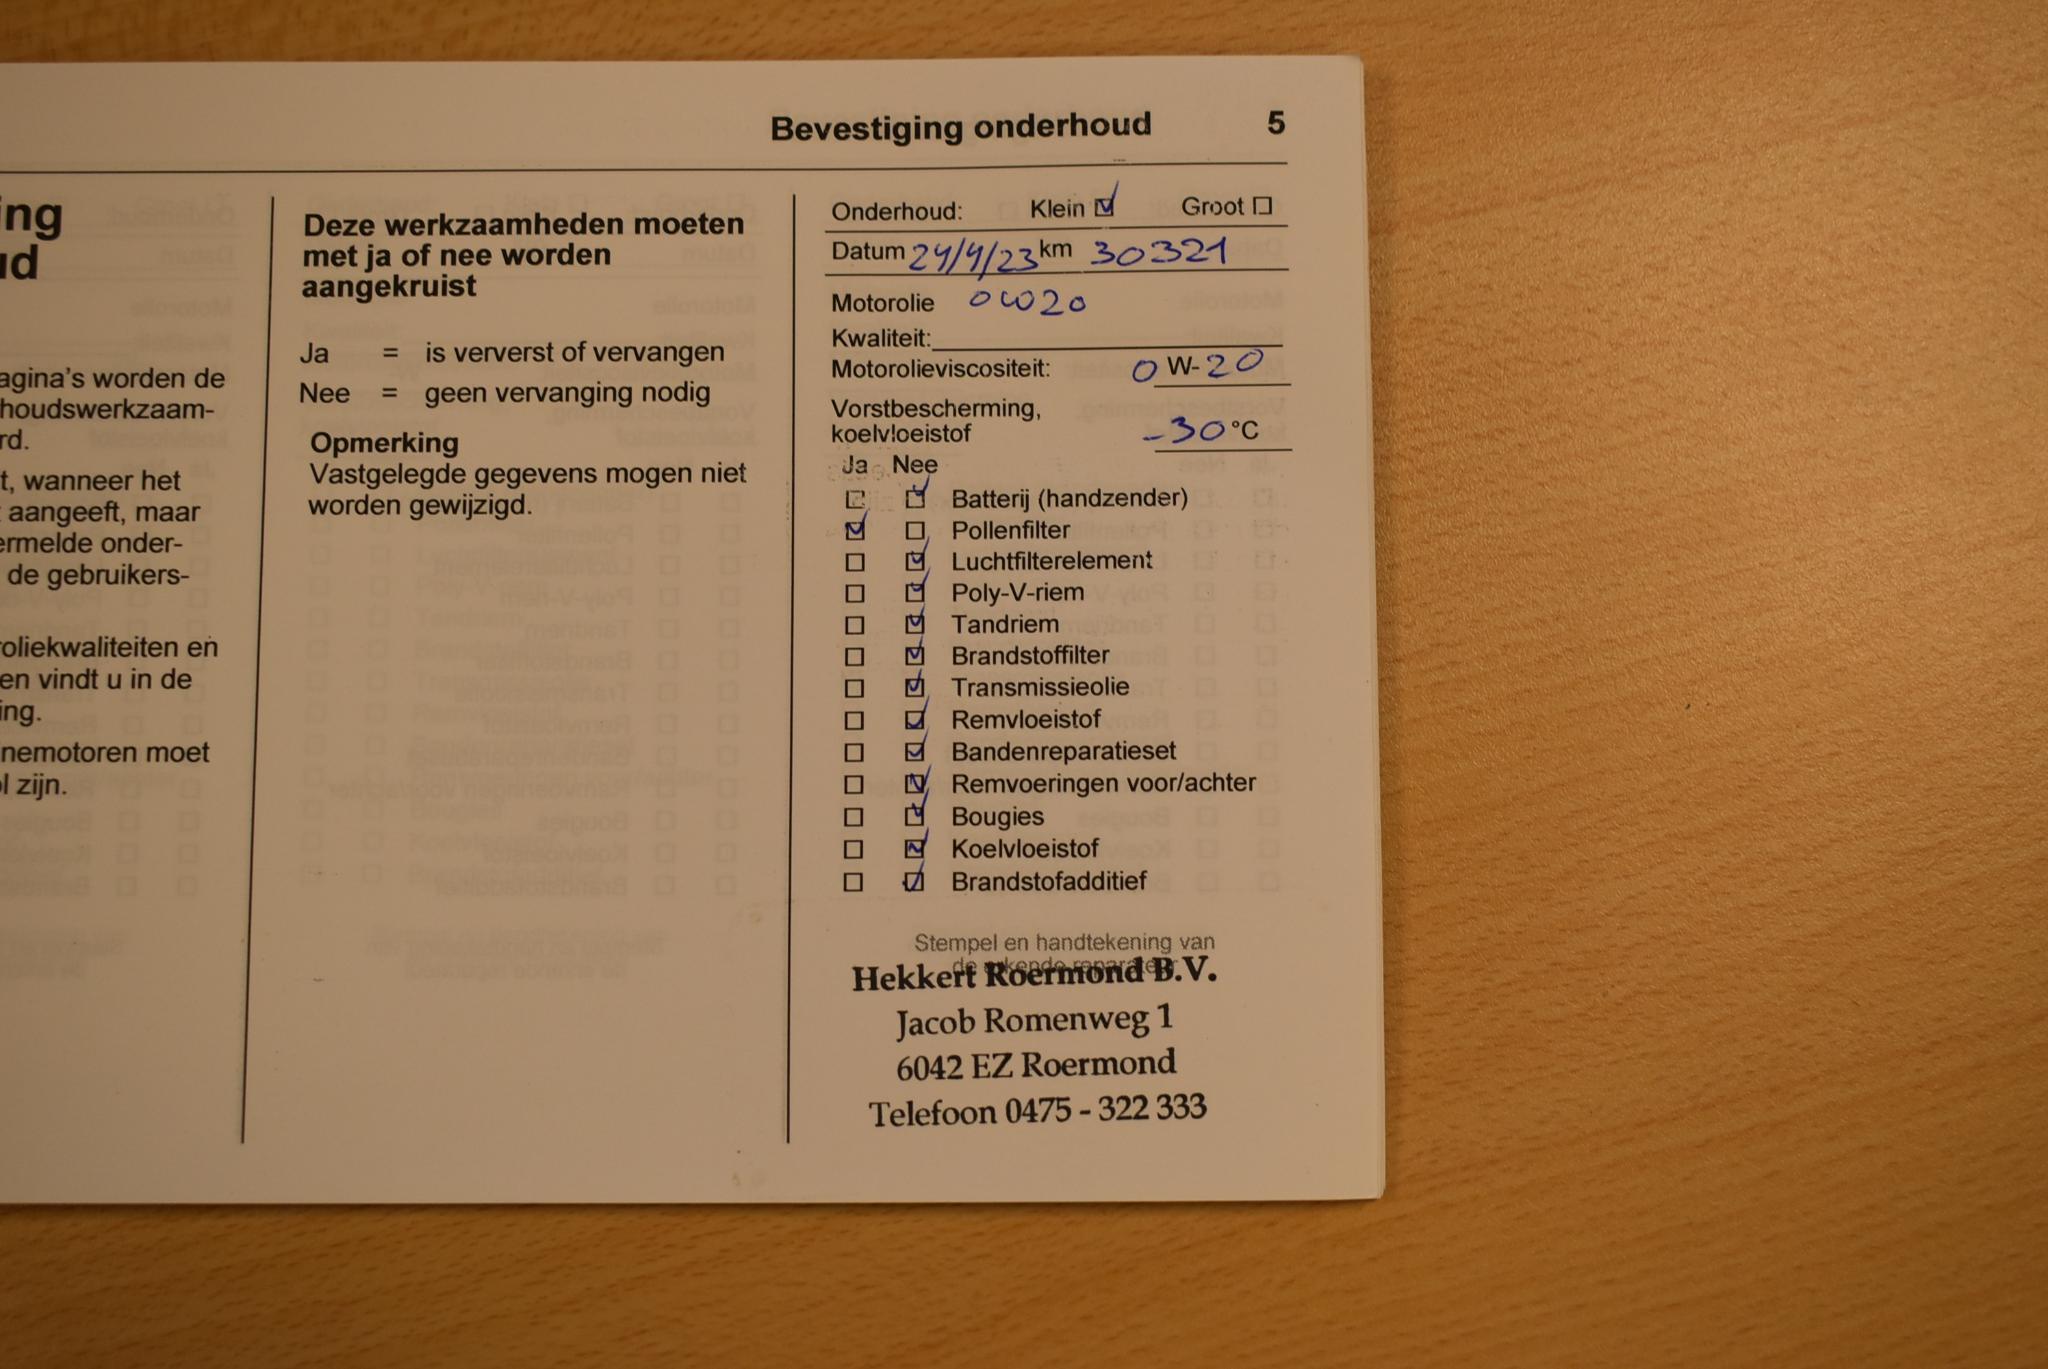 Bevestiging onderhoud 5
ing
ud
agina's worden de
houdswerkzaam-
rd.
t, wanneer het
t aangeeft, maar
ermelde onder-
de gebruikers-
roliekwaliteiten en
en vindt u in de
ing.
nemotoren moet
ol zijn.
Deze werkzaamheden moeten
met ja of nee worden
aangekruist
Ja = is ververst of vervangen
Nee = geen vervanging nodig
Opmerking
Vastgelegde gegevens mogen niet
worden gewijzigd.
Onderhoud: Klein Groot
Datum 24/4/23 km 30321
Motorolie 0W20
Kwaliteit:
Motorolieviscositeit: 0 W-20
Vorstbescherming,
koelvloeistof -30 °C
Ja Nee
Batterij (handzender)
Pollenfilter
Luchtfilterelement
Poly-V-riem
Tandriem
Brandstoffilter
Transmissieolie
Remvloeistof
Bandenreparatieset
Remvoeringen voor/achter
Bougies
Koelvloeistof
Brandstofadditief
Stempel en handtekening van
de erkende reparateur
Hekkert Roermond B.V.
Jacob Romenweg 1
6042 EZ Roermond
Telefoon 0475 - 322 333